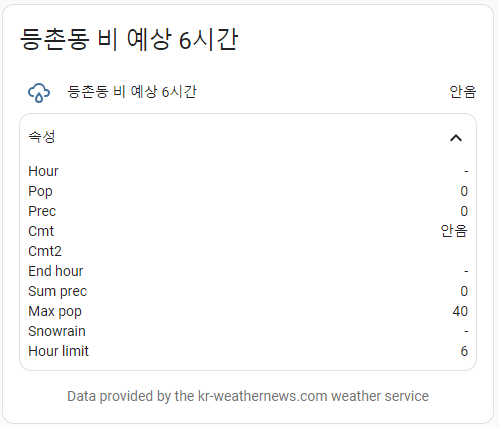 등촌동 비 예상 6시간
등촌동 비 예상 6시간 안옴
속성
Hour -
Pop 0
Prec 0
Cmt 안옴
Cmt2
End hour -
Sum prec 0
Max pop 40
Snowrain -
Hour limit 6
Data provided by the kr-weathernews.com weather service